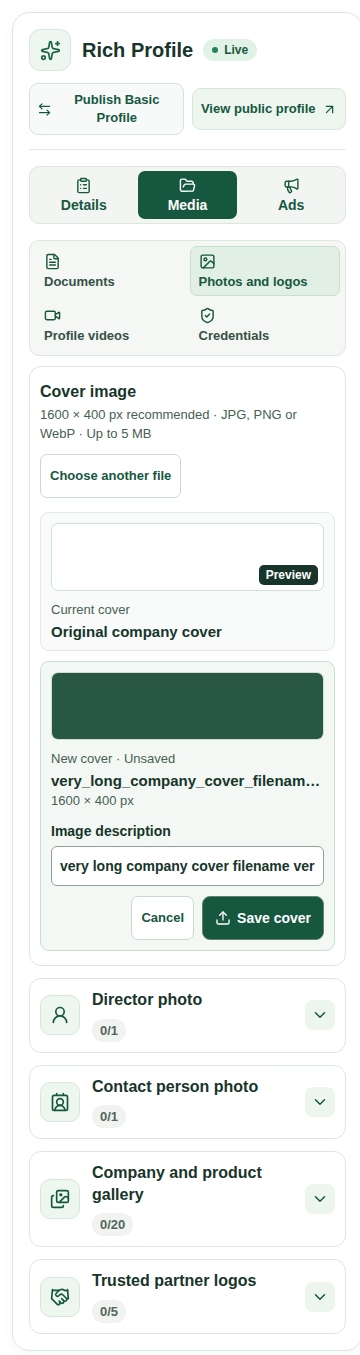 Rich Profile
Live
Publish Basic
Profile
View public profile
Details
Media
Ads
Documents
Photos and logos
Profile videos
Credentials
Cover image
1600 × 400 px recommended · JPG, PNG or
WebP · Up to 5 MB
Choose another file
Preview
Current cover
Original company cover
New cover · Unsaved
very_long_company_cover_filenam…
1600 × 400 px
Image description
very long company cover filename ver
Cancel
Save cover
Director photo
0/1
Contact person photo
0/1
Company and product
gallery
0/20
Trusted partner logos
0/5